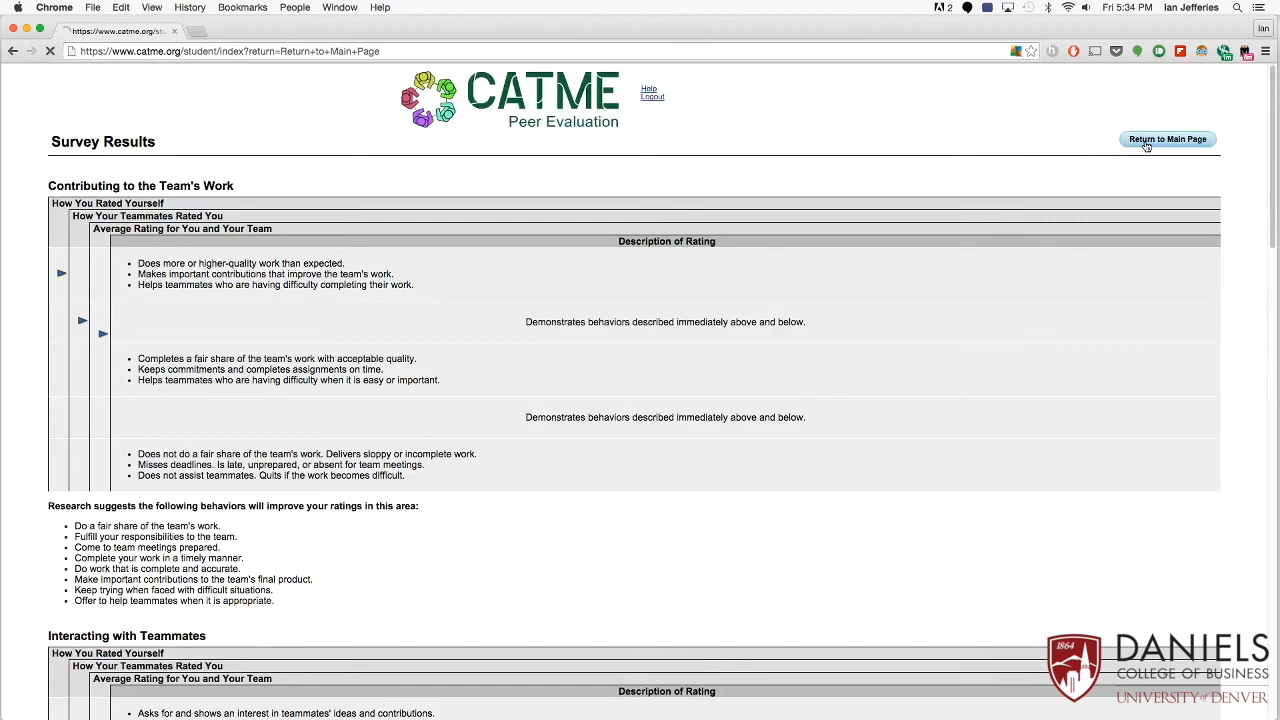 Chrome File Edit View History Bookmarks People Window Help
2 Fri 5:34 PM Ian Jefferies
https://www.catme.org/stu
Ian
https://www.catme.org/student/index?return=Return+to+Main+Page
1m
6m
CATME
Peer Evaluation
Help
Logout
Survey Results
Return to Main Page
Contributing to the Team's Work
How You Rated Yourself
How Your Teammates Rated You
Average Rating for You and Your Team
Description of Rating
• Does more or higher-quality work than expected.
• Makes important contributions that improve the team's work.
• Helps teammates who are having difficulty completing their work.
Demonstrates behaviors described immediately above and below.
• Completes a fair share of the team's work with acceptable quality.
• Keeps commitments and completes assignments on time.
• Helps teammates who are having difficulty when it is easy or important.
Demonstrates behaviors described immediately above and below.
• Does not do a fair share of the team's work. Delivers sloppy or incomplete work.
• Misses deadlines. Is late, unprepared, or absent for team meetings.
• Does not assist teammates. Quits if the work becomes difficult.
Research suggests the following behaviors will improve your ratings in this area:
• Do a fair share of the team's work.
• Fulfill your responsibilities to the team.
• Come to team meetings prepared.
• Complete your work in a timely manner.
• Do work that is complete and accurate.
• Make important contributions to the team's final product.
• Keep trying when faced with difficult situations.
• Offer to help teammates when it is appropriate.
Interacting with Teammates
How You Rated Yourself
How Your Teammates Rated You
Average Rating for You and Your Team
Description of Rating
• Asks for and shows an interest in teammates' ideas and contributions.
1864
DANIELS
COLLEGE OF BUSINESS
UNIVERSITY of DENVER